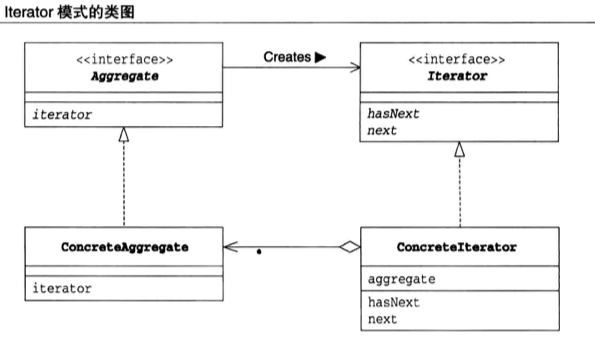 Iterator 模式的类图
<<interface>>
Aggregate
iterator
Creates ▶
<<interface>>
Iterator
hasNext
next
ConcreteAggregate
iterator
ConcreteIterator
aggregate
hasNext
next